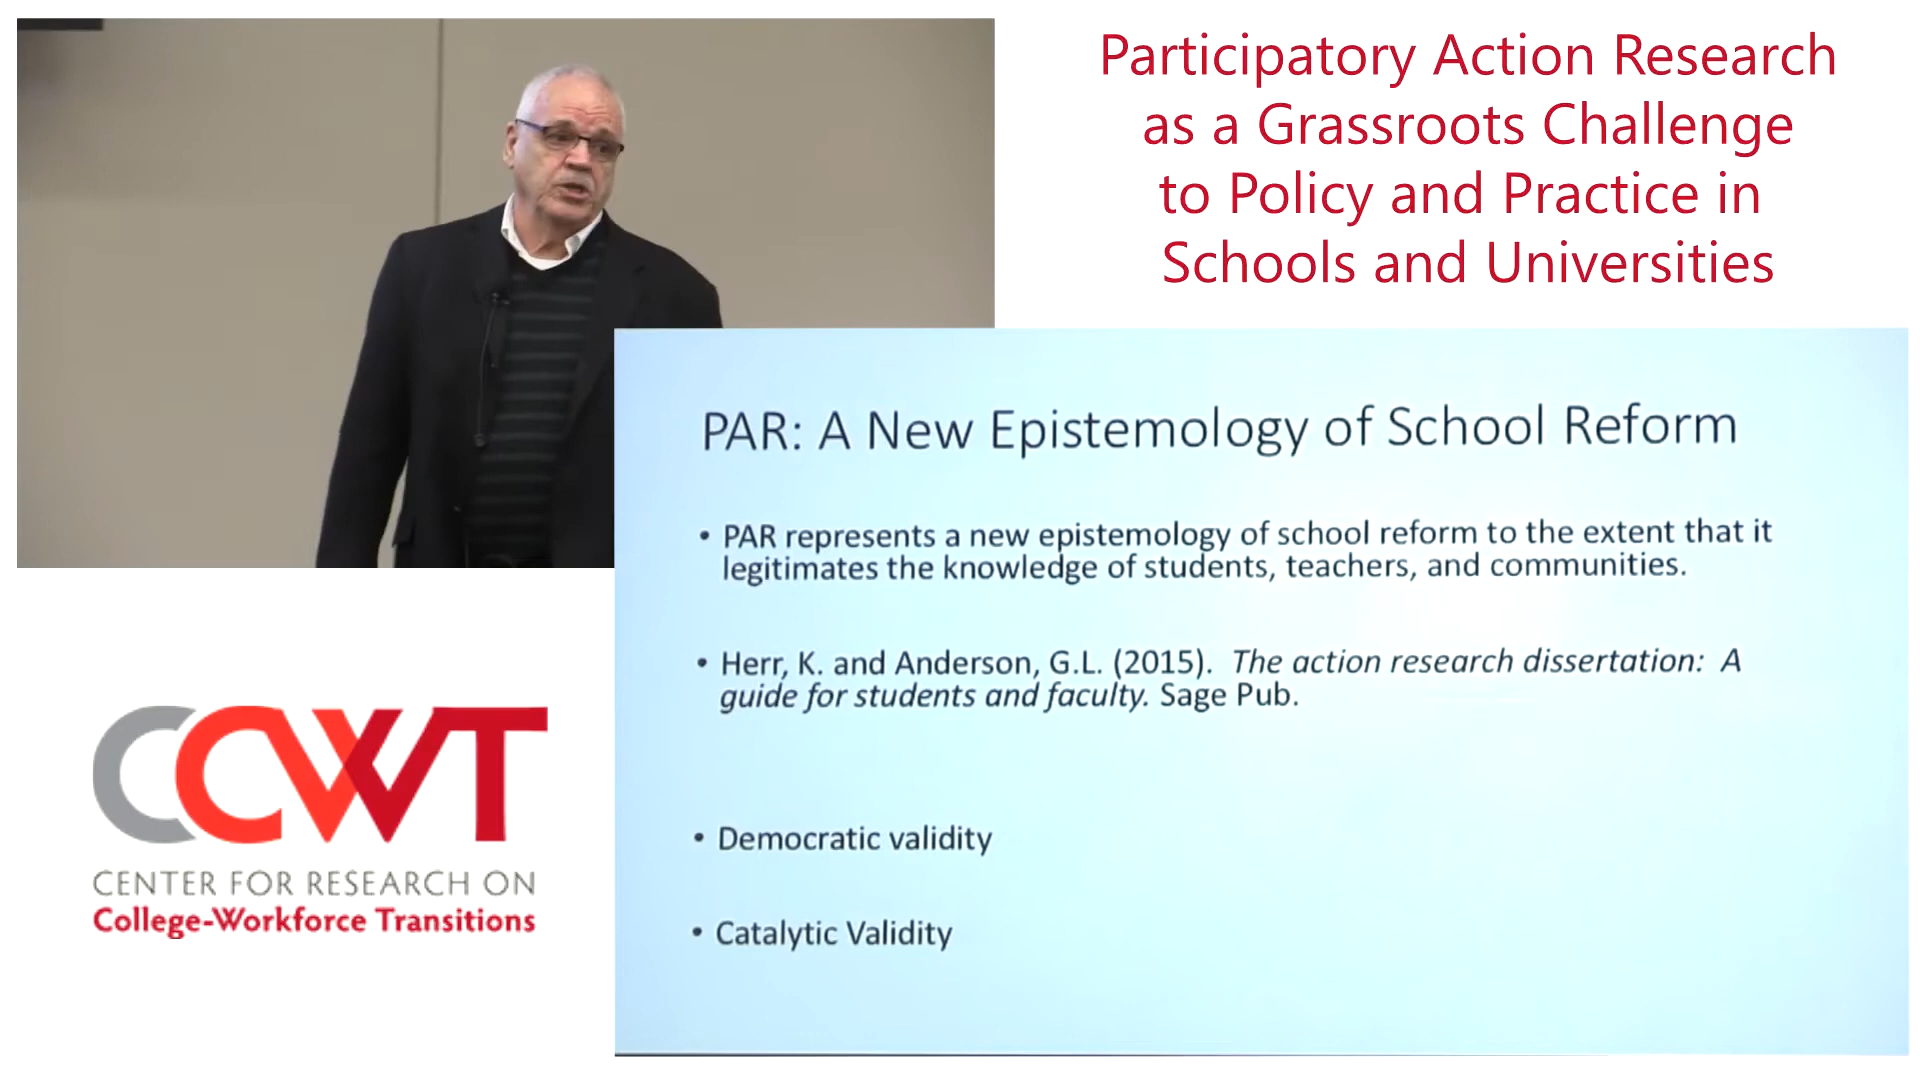 Participatory Action Research
as a Grassroots Challenge
to Policy and Practice in
Schools and Universities
PAR: A New Epistemology of School Reform
• PAR represents a new epistemology of school reform to the extent that it
legitimates the knowledge of students, teachers, and communities.
• Herr, K. and Anderson, G.L. (2015). The action research dissertation: A
guide for students and faculty. Sage Pub.
• Democratic validity
• Catalytic Validity
CCWT
CENTER FOR RESEARCH ON
College-Workforce Transitions